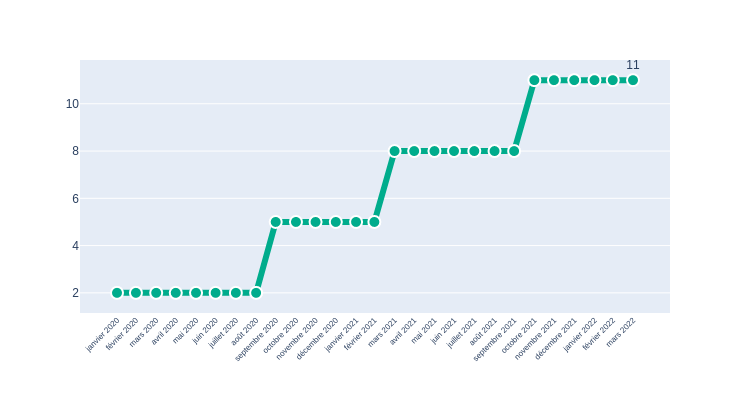 11
10
8
6
4
2
janvier 2020
février 2020
mars 2020
avril 2020
mai 2020
juin 2020
juillet 2020
août 2020
septembre 2020
octobre 2020
novembre 2020
décembre 2020
janvier 2021
février 2021
mars 2021
avril 2021
mai 2021
juin 2021
juillet 2021
août 2021
septembre 2021
octobre 2021
novembre 2021
décembre 2021
janvier 2022
février 2022
mars 2022